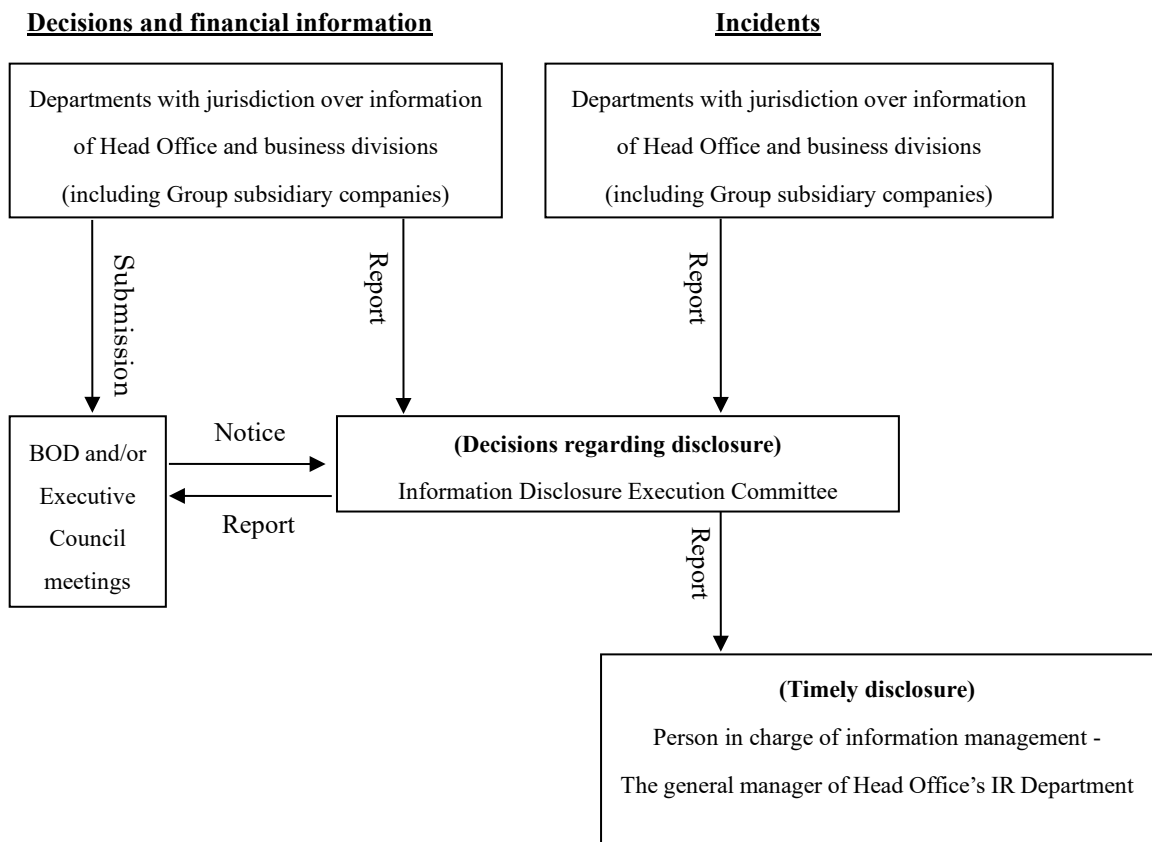 Decisions and financial information
Incidents
Departments with jurisdiction over information
of Head Office and business divisions
(including Group subsidiary companies)
Departments with jurisdiction over information
of Head Office and business divisions
(including Group subsidiary companies)
Submission
Report
Report
BOD and/or
Executive
Council
meetings
Notice
Report
(Decisions regarding disclosure)
Information Disclosure Execution Committee
Report
(Timely disclosure)
Person in charge of information management -
The general manager of Head Office’s IR Department